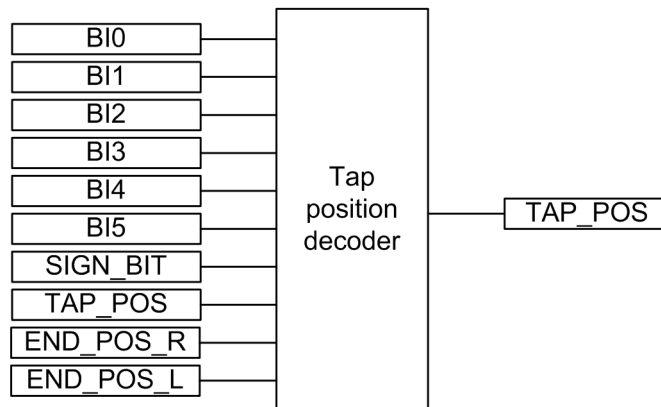 BI0
BI1
BI2
BI3
BI4
BI5
SIGN_BIT
TAP_POS
END_POS_R
END_POS_L
Tap
position
decoder
TAP_POS